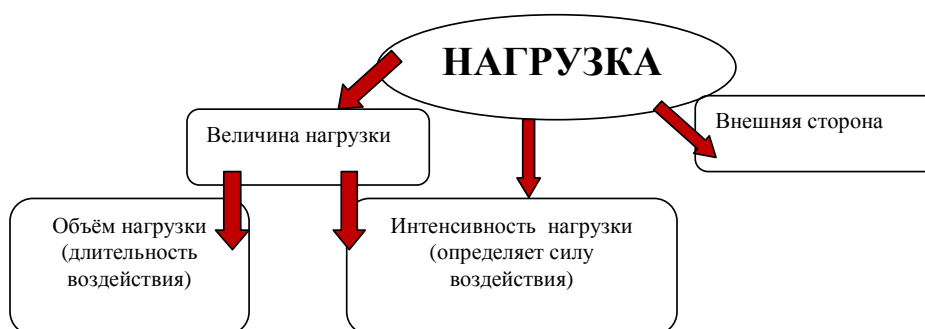 НАГРУЗКА
Величина нагрузки
Внешняя сторона
Объём нагрузки
(длительность
воздействия)
Интенсивность нагрузки
(определяет силу
воздействия)